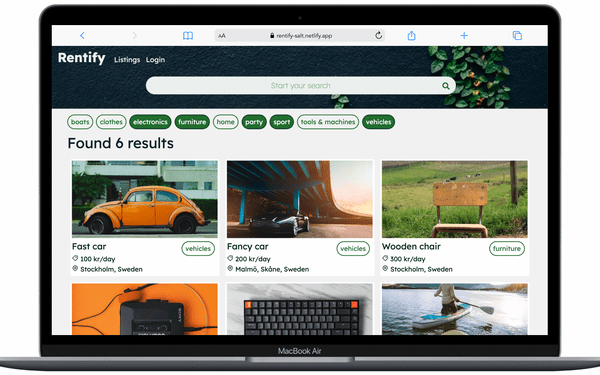 AA rentify-salt.netlify.app
Rentify Listings Login
Start your search
boats clothes electronics furniture home party sport tools & machines vehicles
Found 6 results
Fast car vehicles
100 kr/day
Stockholm, Sweden
Fancy car vehicles
200 kr/day
Malmö, Skåne, Sweden
Wooden chair furniture
300 kr/day
Stockholm, Sweden
MacBook Air